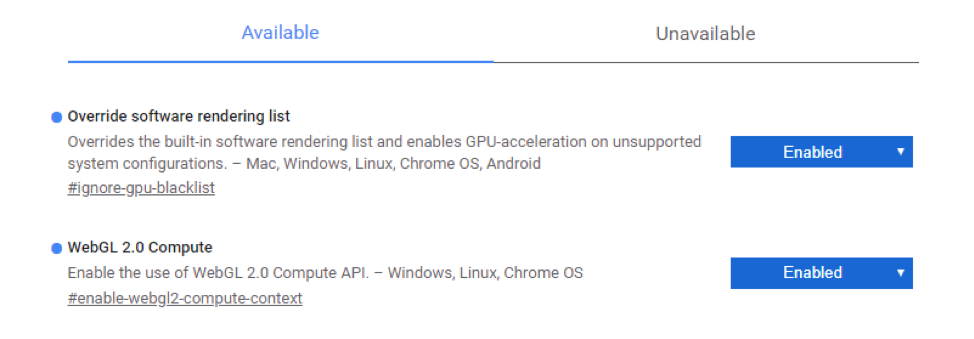 Available
Unavailable
Override software rendering list
Overrides the built-in software rendering list and enables GPU-acceleration on unsupported
system configurations. – Mac, Windows, Linux, Chrome OS, Android
#ignore-gpu-blacklist
Enabled
WebGL 2.0 Compute
Enable the use of WebGL 2.0 Compute API. – Windows, Linux, Chrome OS
#enable-webgl2-compute-context
Enabled